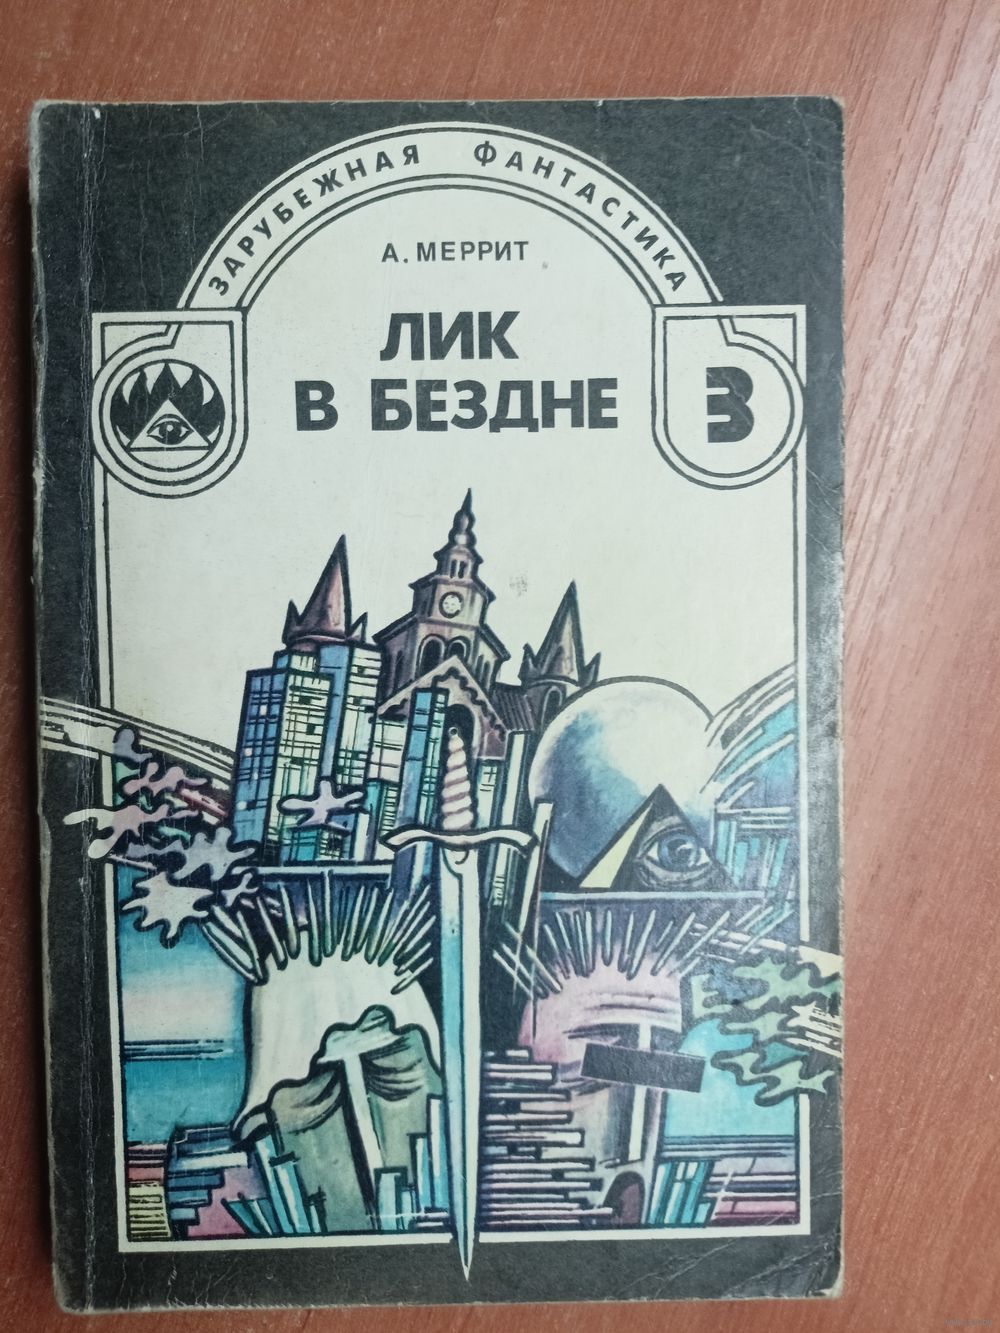 ЗАРУБЕЖНАЯ ФАНТАСТИКА
А. МЕРРИТ
ЛИК
В БЕЗДНЕ
3